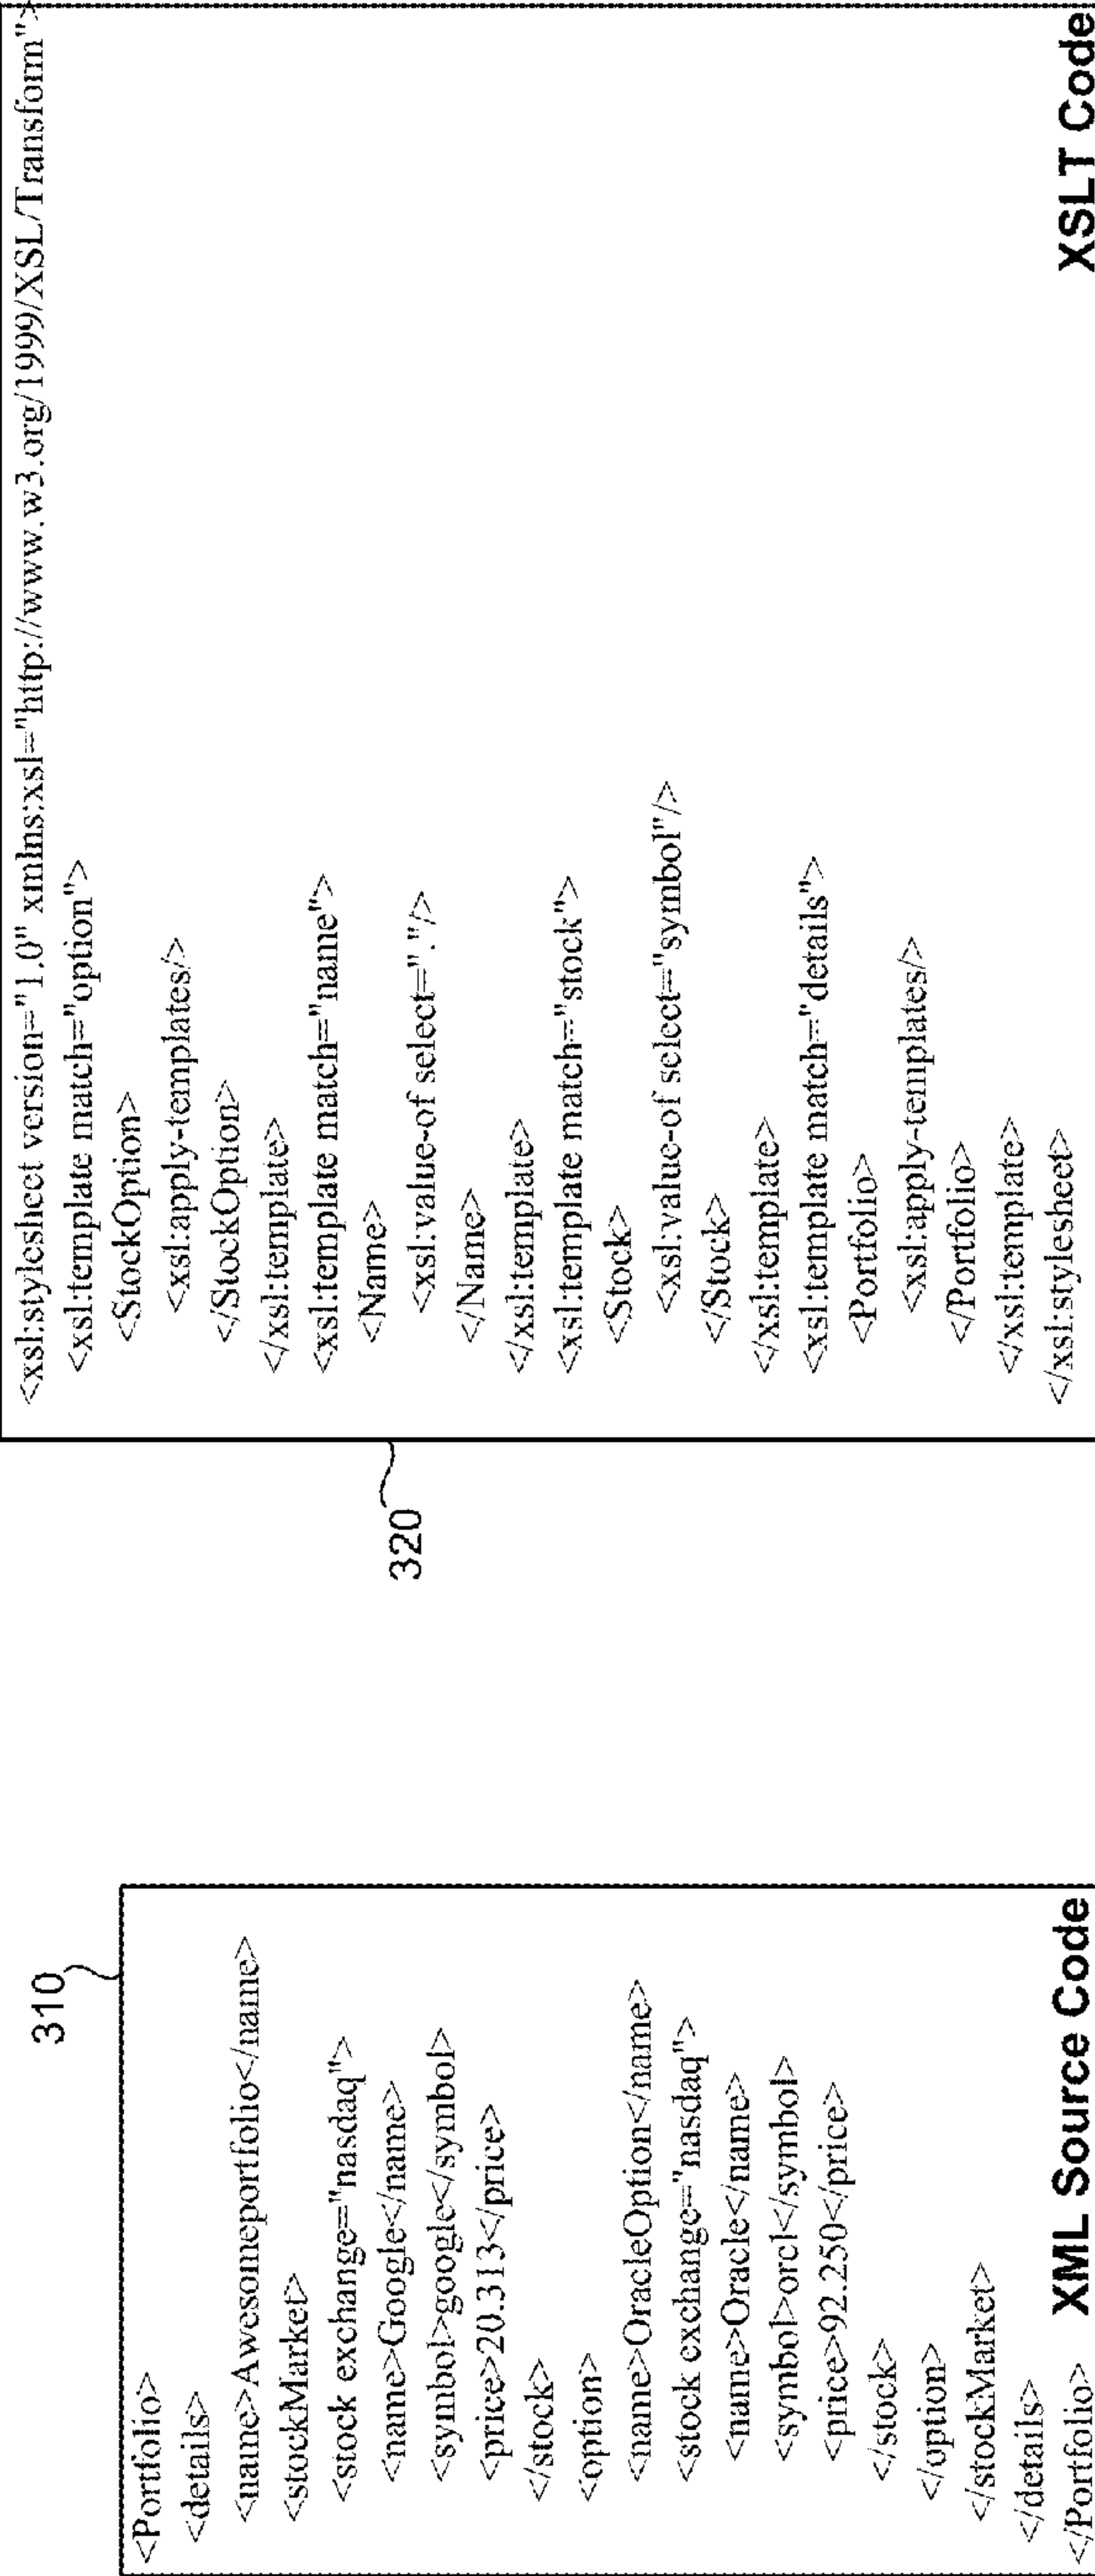 310
<Portfolio>
<details>
<name>Awesomeportfolio</name>
<stockMarket>
<stock exchange="nasdaq">
<name>Google</name>
<symbol>google</symbol>
<price>20.313</price>
</stock>
<option>
<name>OracleOption</name>
<stock exchange="nasdaq">
<name>Oracle</name>
<symbol>orcl</symbol>
<price>92.250</price>
</stock>
</option>
</stockMarket>
</details>
</Portfolio>
XML Source Code
320
<xsl:stylesheet version="1.0" xmlns:xsl="http://www.w3.org/1999/XSL/Transform">
<xsl:template match="option">
<StockOption>
<xsl:apply-templates/>
</StockOption>
</xsl:template>
<xsl:template match="name">
<Name>
<xsl:value-of select="."/>
</Name>
</xsl:template>
<xsl:template match="stock">
<Stock>
<xsl:value-of select="symbol"/>
</Stock>
</xsl:template>
<xsl:template match="details">
<Portfolio>
<xsl:apply-templates/>
</Portfolio>
</xsl:template>
</xsl:stylesheet>
XSLT Code